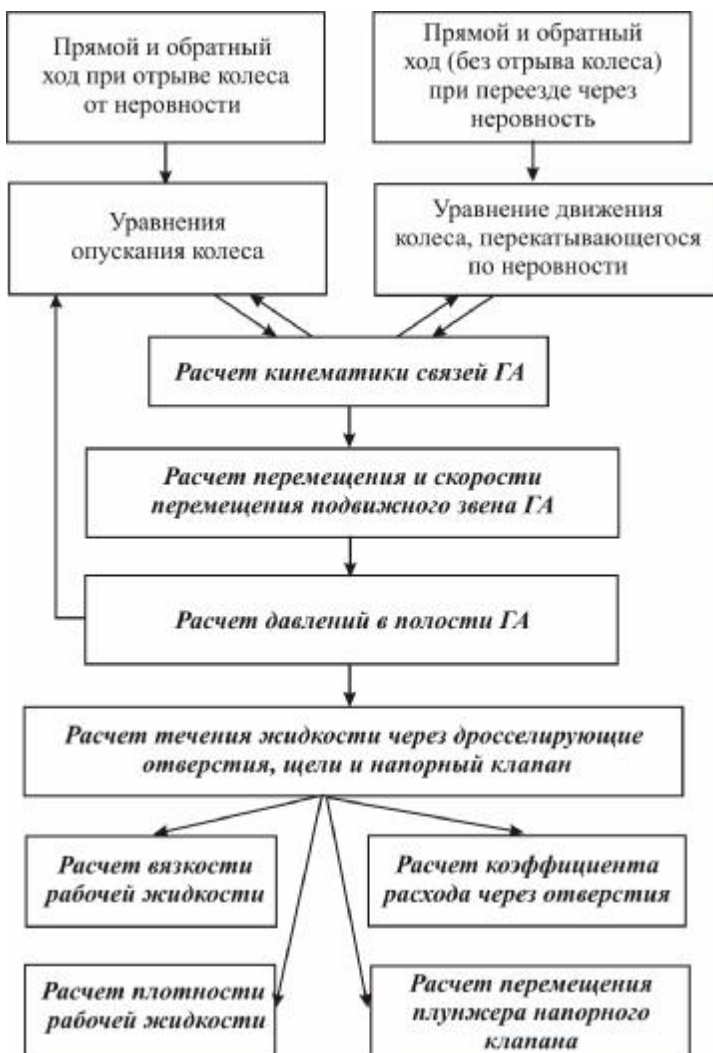 Прямой и обратный
ход при отрыве колеса
от неровности
Прямой и обратный
ход (без отрыва колеса)
при переезде через
неровность
Уравнения
опускания колеса
Уравнение движения
колеса, перекатывающегося
по неровности
Расчет кинематики связей ГА
Расчет перемещения и скорости
перемещения подвижного звена ГА
Расчет давлений в полости ГА
Расчет течения жидкости через дросселирующие
отверстия, щели и напорный клапан
Расчет вязкости
рабочей жидкости
Расчет коэффициента
расхода через отверстия
Расчет плотности
рабочей жидкости
Расчет перемещения
плунжера напорного
клапана